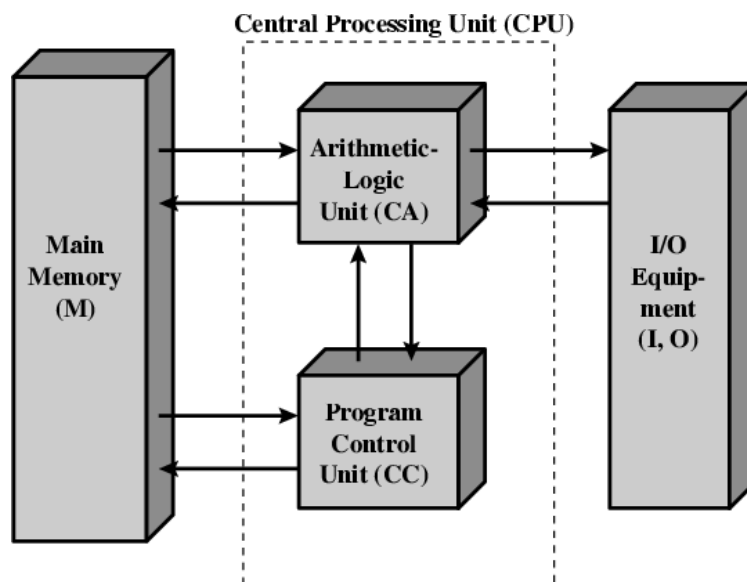 Central Processing Unit (CPU)
Main
Memory
(M)
Arithmetic-
Logic
Unit (CA)
Program
Control
Unit (CC)
I/O
Equip-
ment
(I, O)